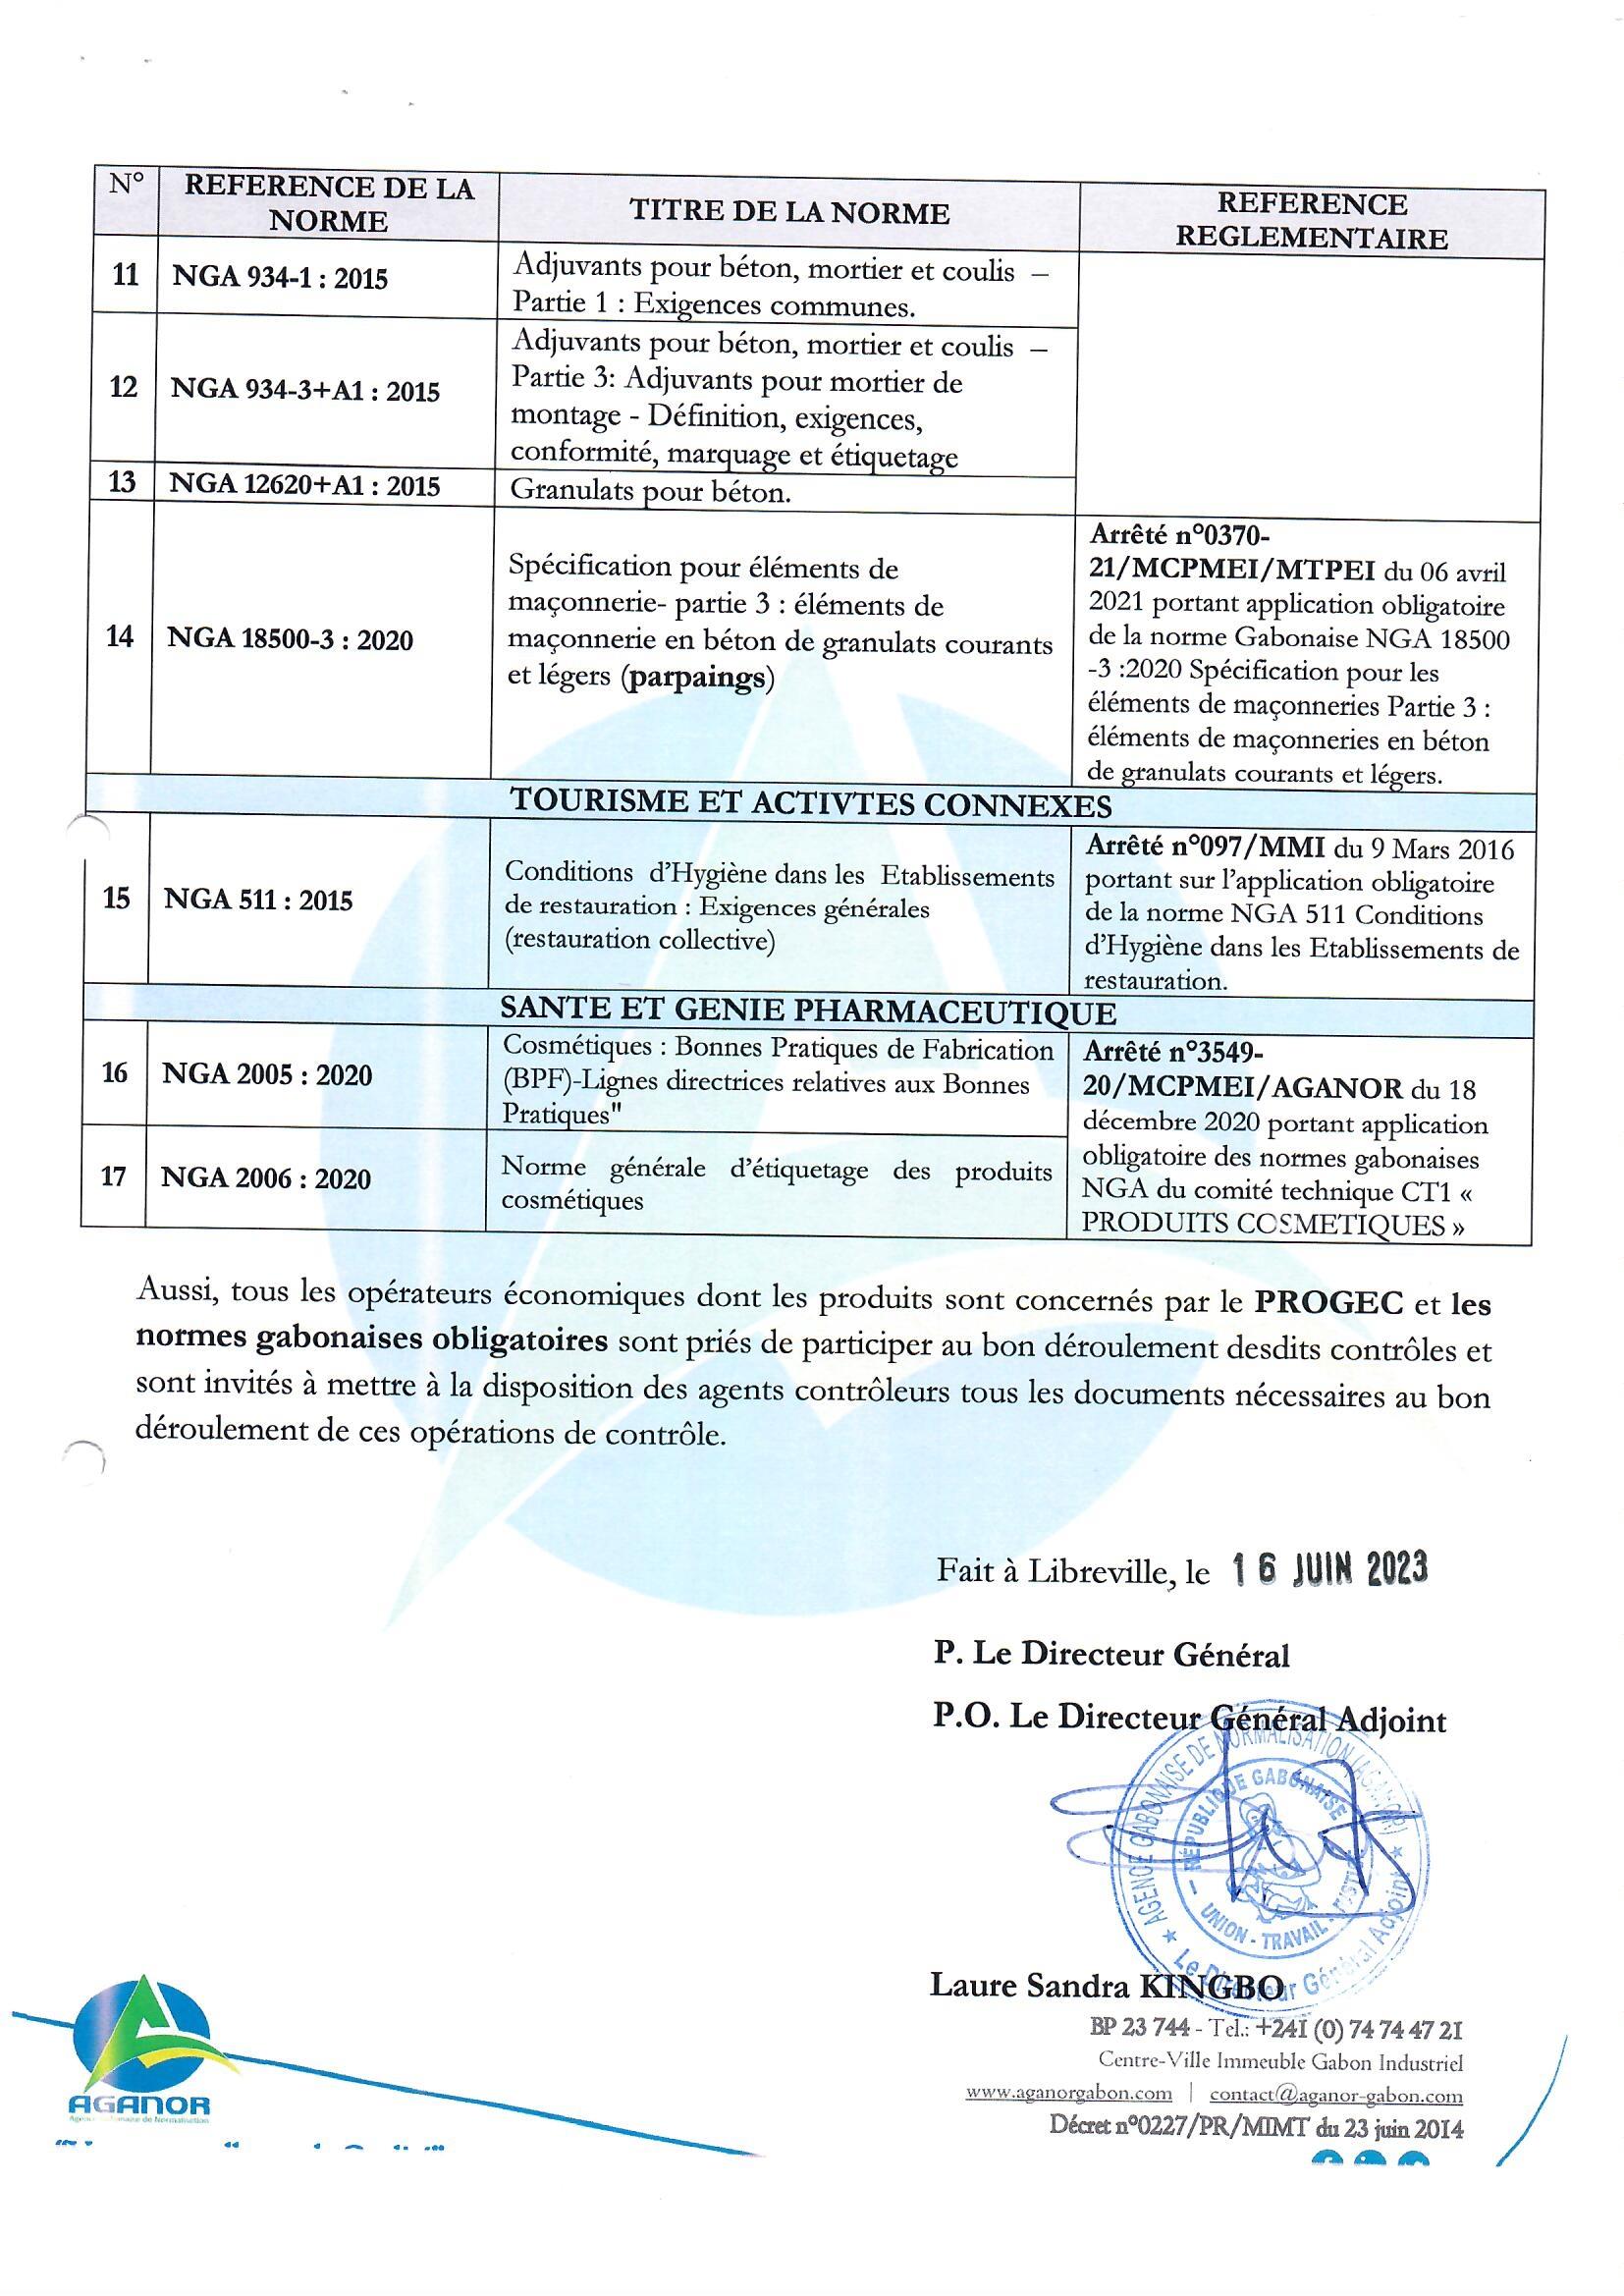 N°
REFERENCE DE LA
NORME
TITRE DE LA NORME
REFERENCE
REGLEMENTAIRE
11
NGA 934-1 : 2015
Adjuvants pour béton, mortier et coulis –
Partie 1 : Exigences communes.
12
NGA 934-3+A1 : 2015
Adjuvants pour béton, mortier et coulis –
Partie 3: Adjuvants pour mortier de
montage - Définition, exigences,
conformité, marquage et étiquetage
13
NGA 12620+A1 : 2015
Granulats pour béton.
14
NGA 18500-3 : 2020
Spécification pour éléments de
maçonnerie- partie 3 : éléments de
maçonnerie en béton de granulats courants
et légers (parpaings)
Arrêté n°0370-
21/MCPMEI/MTPEI du 06 avril
2021 portant application obligatoire
de la norme Gabonaise NGA 18500
-3 :2020 Spécification pour les
éléments de maçonneries Partie 3 :
éléments de maçonneries en béton
de granulats courants et légers.
TOURISME ET ACTIVTES CONNEXES
15
NGA 511 : 2015
Conditions d'Hygiène dans les Etablissements
de restauration : Exigences générales
(restauration collective)
Arrêté n°097/MMI du 9 Mars 2016
portant sur l'application obligatoire
de la norme NGA 511 Conditions
d'Hygiène dans les Etablissements de
restauration.
SANTE ET GENIE PHARMACEUTIQUE
16
NGA 2005 : 2020
Cosmétiques : Bonnes Pratiques de Fabrication
(BPF)-Lignes directrices relatives aux Bonnes
Pratiques"
Arrêté n°3549-
20/MCPMEI/AGANOR du 18
décembre 2020 portant application
obligatoire des normes gabonaises
NGA du comité technique CT1 «
PRODUITS COSMETIQUES »
17
NGA 2006 : 2020
Norme générale d'étiquetage des produits
cosmétiques
Aussi, tous les opérateurs économiques dont les produits sont concernés par le PROGEC et les
normes gabonaises obligatoires sont priés de participer au bon déroulement desdits contrôles et
sont invités à mettre à la disposition des agents contrôleurs tous les documents nécessaires au bon
déroulement de ces opérations de contrôle.
Fait à Libreville, le 16 JUIN 2023
P. Le Directeur Général
P.O. Le Directeur Général Adjoint
AGENCE GABONAISE DE NORMALISATION (AGANOR)
RÉPUBLIQUE GABONAISE
UNION - TRAVAIL -
Le Directeur Général Adjoint
Laure Sandra KINGBO
BP 23 744 - Tel.: +241 (0) 74 74 47 21
Centre-Ville Immeuble Gabon Industriel
www.aganorgabon.com | contact@aganor-gabon.com
Décret n°0227/PR/MIMT du 23 juin 2014
AGANOR
de Normalisation